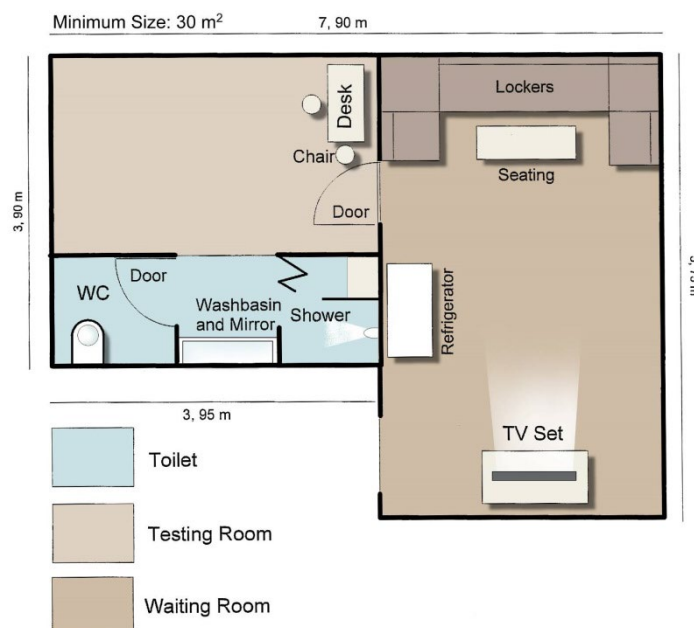 Minimum Size: 30 m²
7, 90 m
Lockers
Desk
Chair
Seating
Door
3, 90 m
Door
WC
Washbasin
and Mirror
Shower
Refrigerator
TV Set
3, 95 m
Toilet
Testing Room
Waiting Room